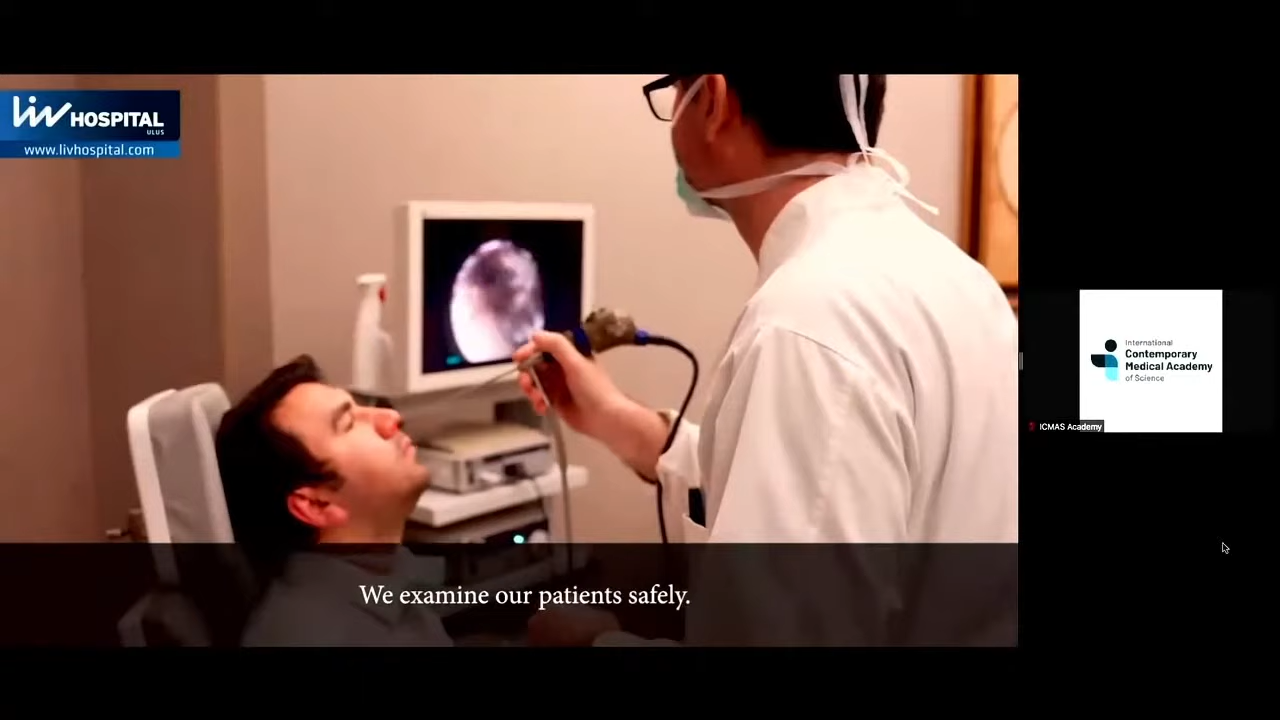 Liv HOSPITAL
ULUS
www.livhospital.com
We examine our patients safely.
International
Contemporary
Medical Academy
of Science
ICMAS Academy